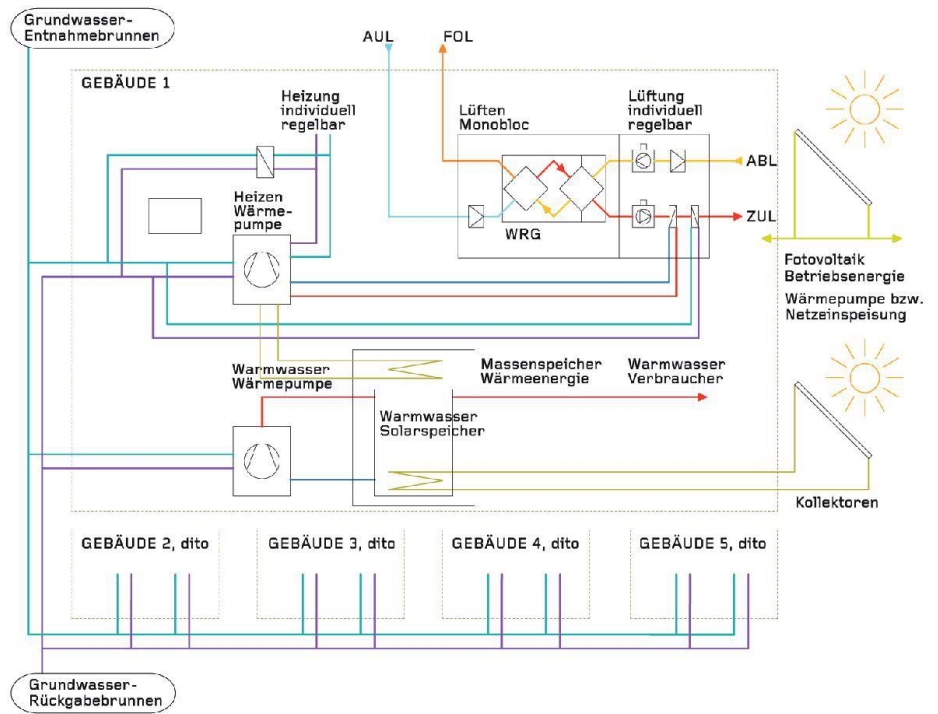 Grundwasser-
Entnahmebrunnen
AUL
FOL
GEBÄUDE 1
Heizung
individuell
regelbar
Lüften
Monobloc
Lüftung
individuell
regelbar
ABL
Heizen
Wärme-
pumpe
WRG
ZUL
Fotovoltaik
Betriebsenergie
Wärmepumpe bzw.
Netzeinspeisung
Warmwasser
Wärmepumpe
Massenspeicher
Wärmeenergie
Warmwasser
Verbraucher
Warmwasser
Solarspeicher
Kollektoren
GEBÄUDE 2, dito
GEBÄUDE 3, dito
GEBÄUDE 4, dito
GEBÄUDE 5, dito
Grundwasser-
Rückgabebrunnen